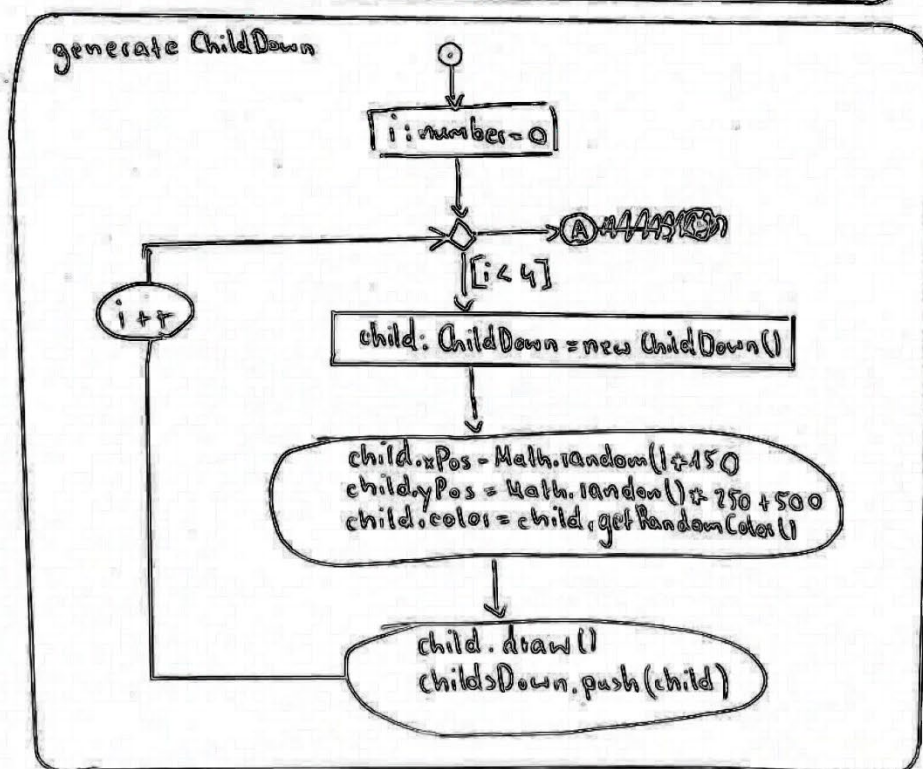 generate ChildDown
i : number = 0
A
[i < 4]
i++
child: ChildDown = new ChildDown()
child.xPos = Math.random() * 150
child.yPos = Math.random() * 250 + 500
child.color = child.getRandomColor()
child.draw()
childsDown.push(child)